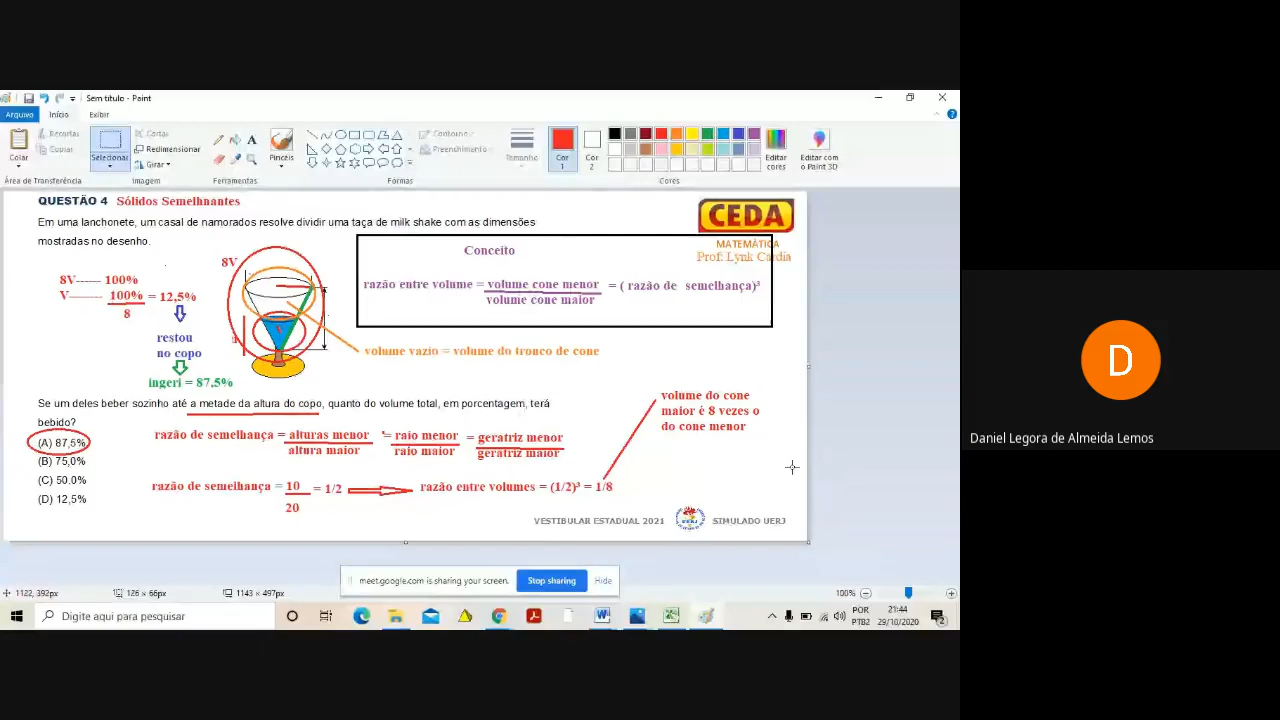 Sem título - Paint
Arquivo Início Exibir
Colar
Recortar
Copiar
Área de Transferência
Selecionar
Cortar
Redimensionar
Girar
Imagem
Ferramentas
Pincéis
Contorno
Preenchimento
Formas
Tamanho
Cor 1
Cor 2
Editar cores
Editar com o Paint 3D
Cores
QUESTÃO 4 Sólidos Semelhnantes
Em uma lanchonete, um casal de namorados resolve dividir uma taça de milk shake com as dimensões
mostradas no desenho.
CEDA
MATEMÁTICA
Prof: Lynk Cardia
Conceito
razão entre volume = volume cone menor = ( razão de semelhança)³
volume cone maior
8V
8V----- 100%
V-------- 100% = 12,5%
8
restou
no copo
ingeri = 87,5%
volume vazio = volume do tronco de cone
Se um deles beber sozinho até a metade da altura do copo, quanto do volume total, em porcentagem, terá
bebido?
(A) 87,5%
(B) 75,0%
(C) 50.0%
(D) 12,5%
razão de semelhança = alturas menor = raio menor = geratriz menor
altura maior raio maior geratriz maior
razão de semelhança = 10 = 1/2
20
razão entre volumes = (1/2)³ = 1/8
volume do cone
maior é 8 vezes o
do cone menor
VESTIBULAR ESTADUAL 2021 UERJ SIMULADO UERJ
meet.google.com is sharing your screen. Stop sharing Hide
1122, 392px 126 × 66px 1143 × 497px 100%
Digite aqui para pesquisar
POR
PTB2
21:44
29/10/2020
2
D
Daniel Legora de Almeida Lemos